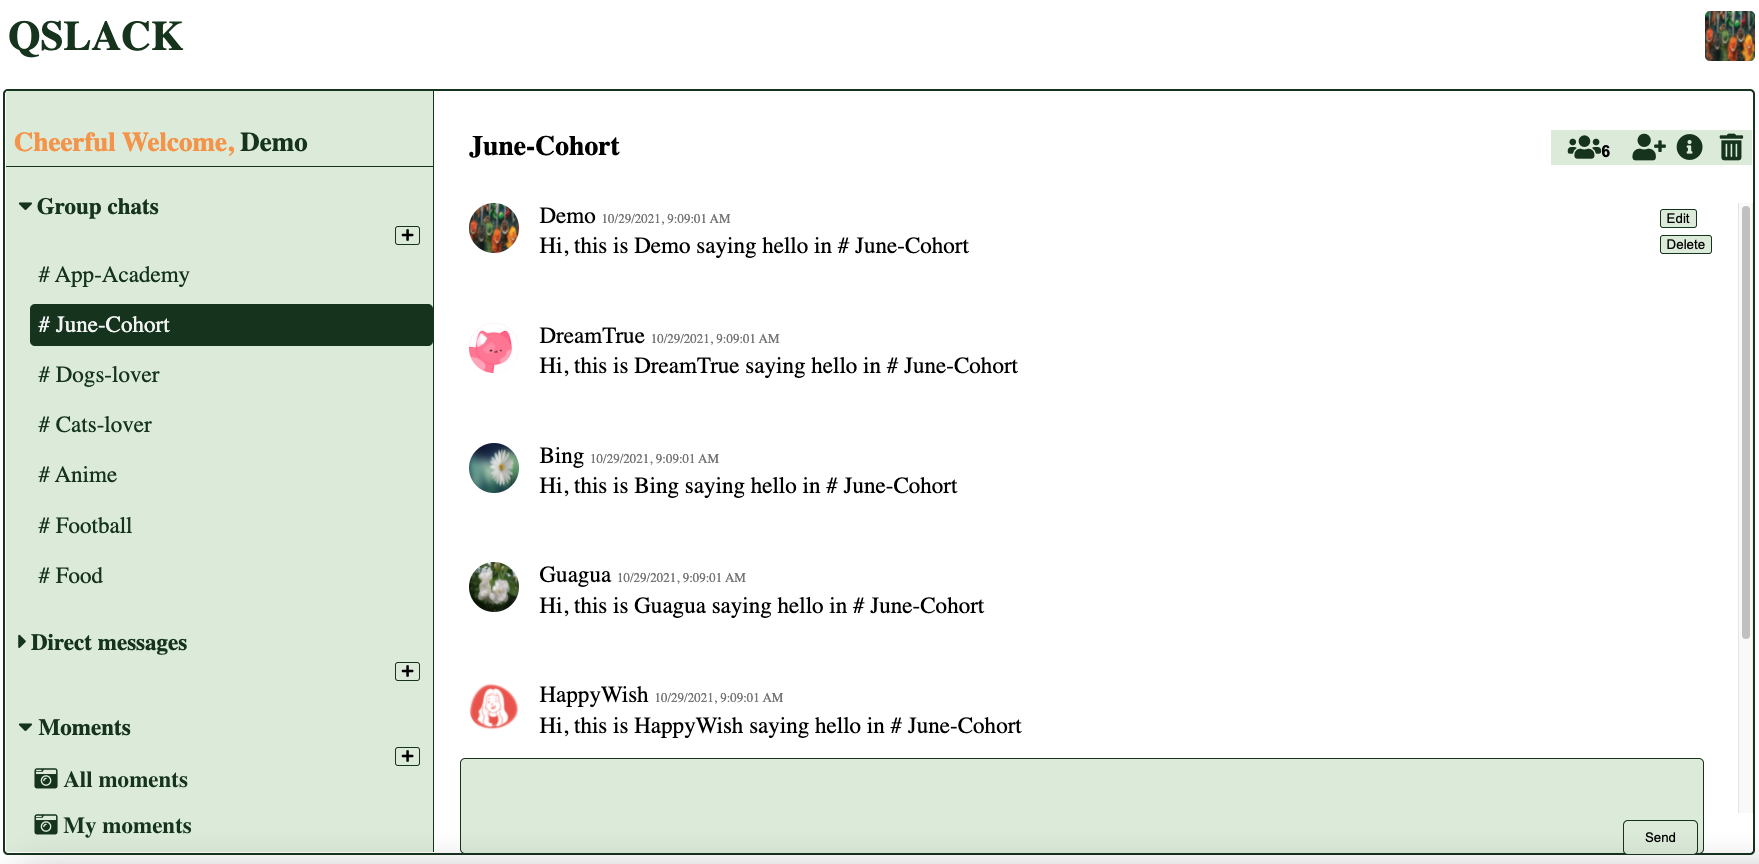 QSLACK
Cheerful Welcome, Demo
Group chats
# App-Academy
# June-Cohort
# Dogs-lover
# Cats-lover
# Anime
# Football
# Food
Direct messages
Moments
All moments
My moments
June-Cohort
6
Demo 10/29/2021, 9:09:01 AM
Edit
Hi, this is Demo saying hello in # June-Cohort
Delete
DreamTrue 10/29/2021, 9:09:01 AM
Hi, this is DreamTrue saying hello in # June-Cohort
Bing 10/29/2021, 9:09:01 AM
Hi, this is Bing saying hello in # June-Cohort
Guagua 10/29/2021, 9:09:01 AM
Hi, this is Guagua saying hello in # June-Cohort
HappyWish 10/29/2021, 9:09:01 AM
Hi, this is HappyWish saying hello in # June-Cohort
Send